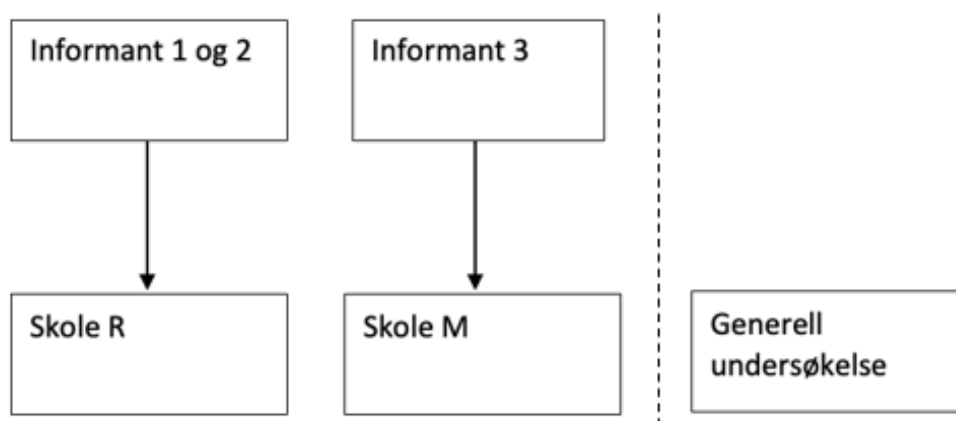 Informant 1 og 2
Informant 3
Skole R
Skole M
Generell
undersøkelse